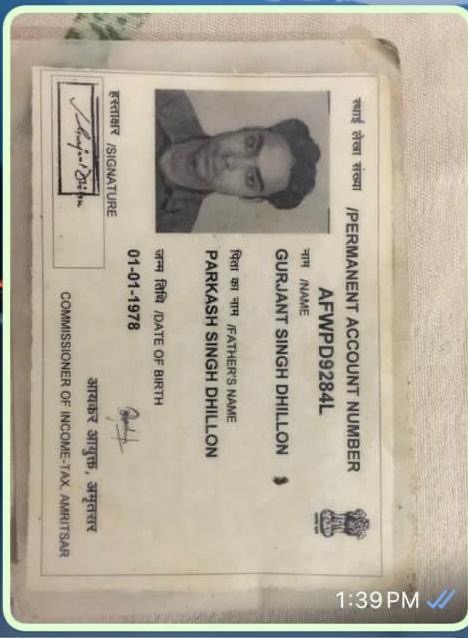 स्थाई लेखा संख्या /PERMANENT ACCOUNT NUMBER
AFWPD9284L
नाम /NAME
GURJANT SINGH DHILLON
पिता का नाम /FATHER'S NAME
PARKASH SINGH DHILLON
जन्म तिथि /DATE OF BIRTH
01-01-1978
हस्ताक्षर /SIGNATURE
आयकर आयुक्त, अमृतसर
COMMISSIONER OF INCOME-TAX, AMRITSAR
1:39 PM